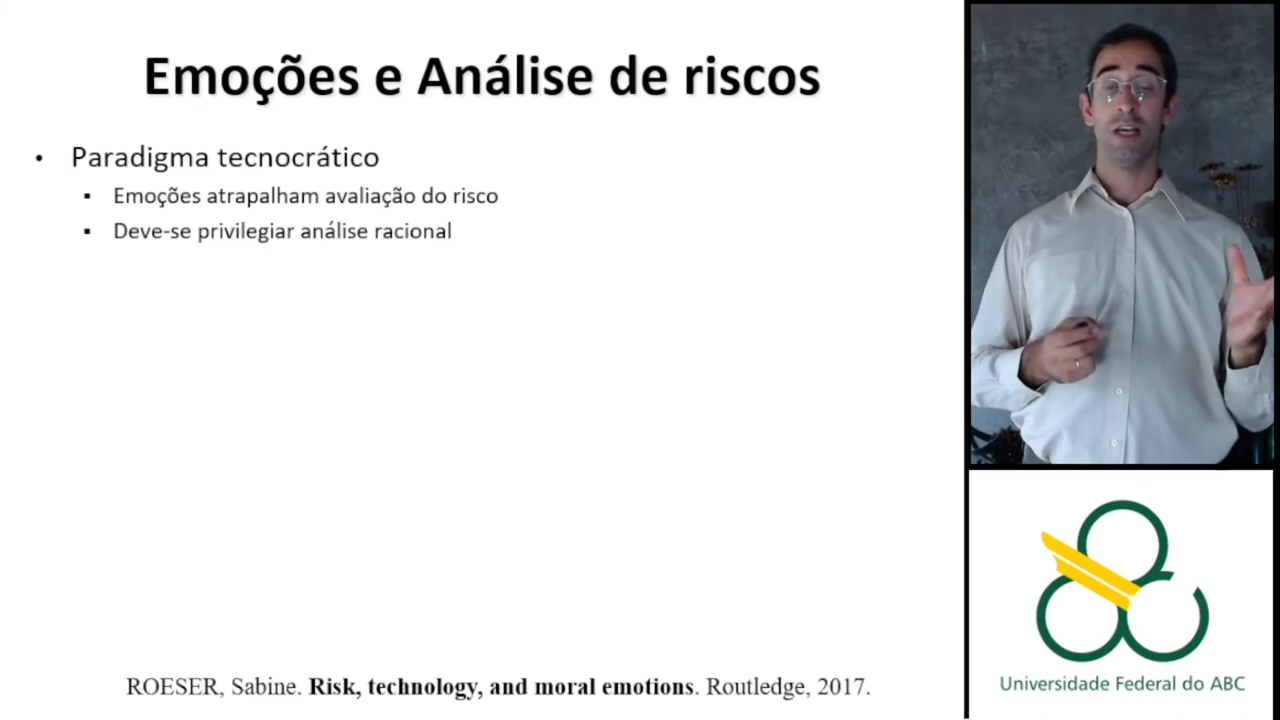 Emoções e Análise de riscos
• Paradigma tecnocrático
▪ Emoções atrapalham avaliação do risco
▪ Deve-se privilegiar análise racional
ROESER, Sabine. Risk, technology, and moral emotions. Routledge, 2017.
Universidade Federal do ABC